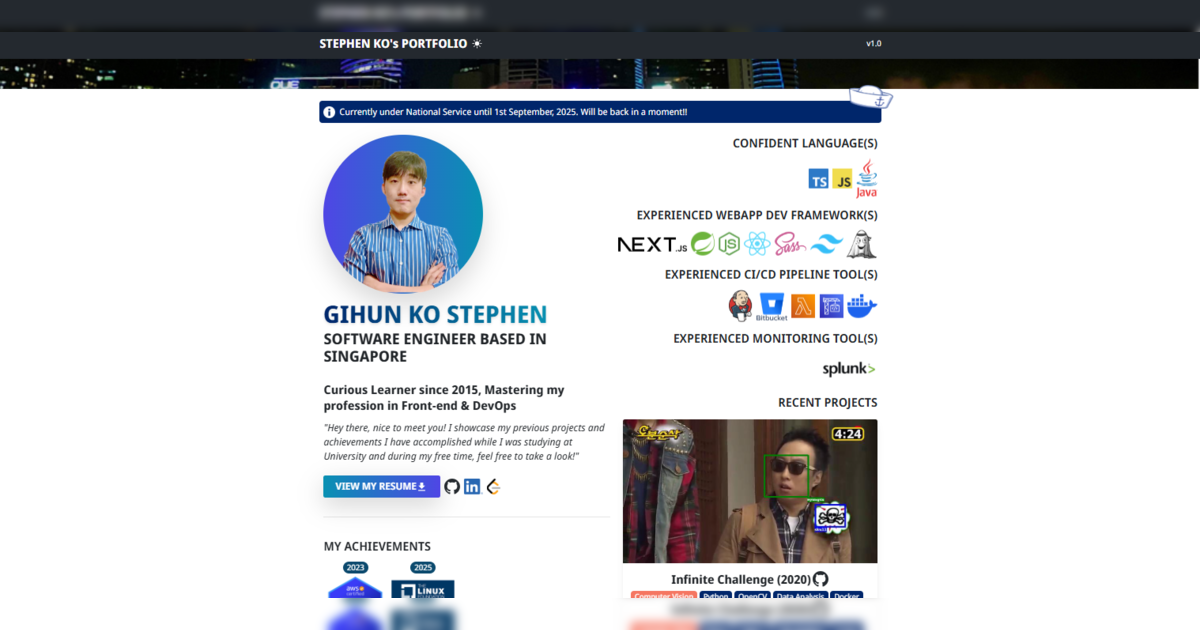 STEPHEN KO's PORTFOLIO
v1.0
Currently under National Service until 1st September, 2025. Will be back in a moment!!
GIHUN KO STEPHEN
SOFTWARE ENGINEER BASED IN
SINGAPORE
Curious Learner since 2015, Mastering my
profession in Front-end & DevOps
"Hey there, nice to meet you! I showcase my previous projects and
achievements I have accomplished while I was studying at
University and during my free time, feel free to take a look!"
VIEW MY RESUME
MY ACHIEVEMENTS
2023
2025
aws
certified
THE
LINUX
CONFIDENT LANGUAGE(S)
TS
JS
Java
EXPERIENCED WEBAPP DEV FRAMEWORK(S)
NEXT.JS
JS
Sass
EXPERIENCED CI/CD PIPELINE TOOL(S)
Bitbucket
EXPERIENCED MONITORING TOOL(S)
splunk>
RECENT PROJECTS
4:24
Infinite Challenge (2020)
Computer Vision
Python
OpenCV
Data Analysis
Docker